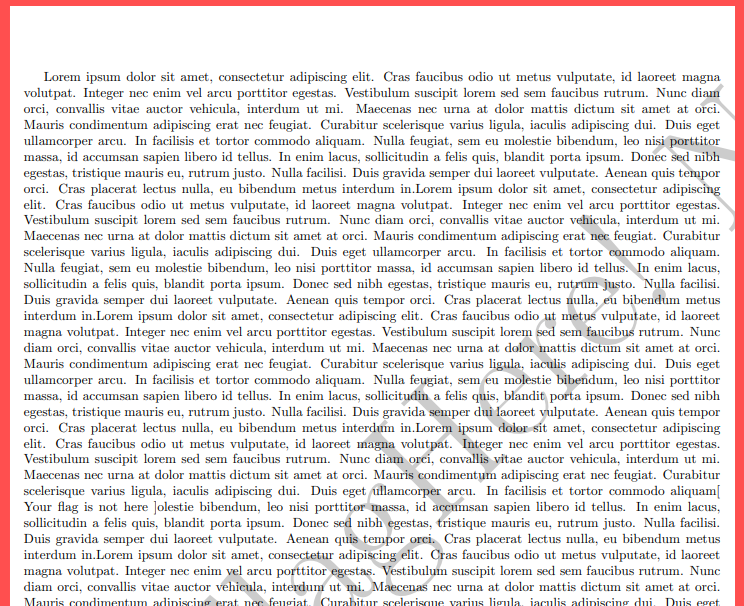 Lorem ipsum dolor sit amet, consectetur adipiscing elit. Cras faucibus odio ut metus vulputate, id laoreet magna
volutpat. Integer nec enim vel arcu porttitor egestas. Vestibulum suscipit lorem sed sem faucibus rutrum. Nunc diam
orci, convallis vitae auctor vehicula, interdum ut mi. Maecenas nec urna at dolor mattis dictum sit amet at orci.
Mauris condimentum adipiscing erat nec feugiat. Curabitur scelerisque varius ligula, iaculis adipiscing dui. Duis eget
ullamcorper arcu. In facilisis et tortor commodo aliquam. Nulla feugiat, sem eu molestie bibendum, leo nisi porttitor
massa, id accumsan sapien libero id tellus. In enim lacus, sollicitudin a felis quis, blandit porta ipsum. Donec sed nibh
egestas, tristique mauris eu, rutrum justo. Nulla facilisi. Duis gravida semper dui laoreet vulputate. Aenean quis tempor
orci. Cras placerat lectus nulla, eu bibendum metus interdum in.Lorem ipsum dolor sit amet, consectetur adipiscing
elit. Cras faucibus odio ut metus vulputate, id laoreet magna volutpat. Integer nec enim vel arcu porttitor egestas.
Vestibulum suscipit lorem sed sem faucibus rutrum. Nunc diam orci, convallis vitae auctor vehicula, interdum ut mi.
Maecenas nec urna at dolor mattis dictum sit amet at orci. Mauris condimentum adipiscing erat nec feugiat. Curabitur
scelerisque varius ligula, iaculis adipiscing dui. Duis eget ullamcorper arcu. In facilisis et tortor commodo aliquam.
Nulla feugiat, sem eu molestie bibendum, leo nisi porttitor massa, id accumsan sapien libero id tellus. In enim lacus,
sollicitudin a felis quis, blandit porta ipsum. Donec sed nibh egestas, tristique mauris eu, rutrum justo. Nulla facilisi.
Duis gravida semper dui laoreet vulputate. Aenean quis tempor orci. Cras placerat lectus nulla, eu bibendum metus
interdum in.Lorem ipsum dolor sit amet, consectetur adipiscing elit. Cras faucibus odio ut metus vulputate, id laoreet
magna volutpat. Integer nec enim vel arcu porttitor egestas. Vestibulum suscipit lorem sed sem faucibus rutrum. Nunc
diam orci, convallis vitae auctor vehicula, interdum ut mi. Maecenas nec urna at dolor mattis dictum sit amet at orci.
Mauris condimentum adipiscing erat nec feugiat. Curabitur scelerisque varius ligula, iaculis adipiscing dui. Duis eget
ullamcorper arcu. In facilisis et tortor commodo aliquam. Nulla feugiat, sem eu molestie bibendum, leo nisi porttitor
massa, id accumsan sapien libero id tellus. In enim lacus, sollicitudin a felis quis, blandit porta ipsum. Donec sed nibh
egestas, tristique mauris eu, rutrum justo. Nulla facilisi. Duis gravida semper dui laoreet vulputate. Aenean quis tempor
orci. Cras placerat lectus nulla, eu bibendum metus interdum in.Lorem ipsum dolor sit amet, consectetur adipiscing
elit. Cras faucibus odio ut metus vulputate, id laoreet magna volutpat. Integer nec enim vel arcu porttitor egestas.
Vestibulum suscipit lorem sed sem faucibus rutrum. Nunc diam orci, convallis vitae auctor vehicula, interdum ut mi.
Maecenas nec urna at dolor mattis dictum sit amet at orci. Mauris condimentum adipiscing erat nec feugiat. Curabitur
scelerisque varius ligula, iaculis adipiscing dui. Duis eget ullamcorper arcu. In facilisis et tortor commodo aliquam[
Your flag is not here ]olestie bibendum, leo nisi porttitor massa, id accumsan sapien libero id tellus. In enim lacus,
sollicitudin a felis quis, blandit porta ipsum. Donec sed nibh egestas, tristique mauris eu, rutrum justo. Nulla facilisi.
Duis gravida semper dui laoreet vulputate. Aenean quis tempor orci. Cras placerat lectus nulla, eu bibendum metus
interdum in.Lorem ipsum dolor sit amet, consectetur adipiscing elit. Cras faucibus odio ut metus vulputate, id laoreet
magna volutpat. Integer nec enim vel arcu porttitor egestas. Vestibulum suscipit lorem sed sem faucibus rutrum. Nunc
diam orci, convallis vitae auctor vehicula, interdum ut mi. Maecenas nec urna at dolor mattis dictum sit amet at orci.
Mauris condimentum adipiscing erat nec feugiat. Curabitur scelerisque varius ligula, iaculis adipiscing dui. Duis eget
lagHere! N